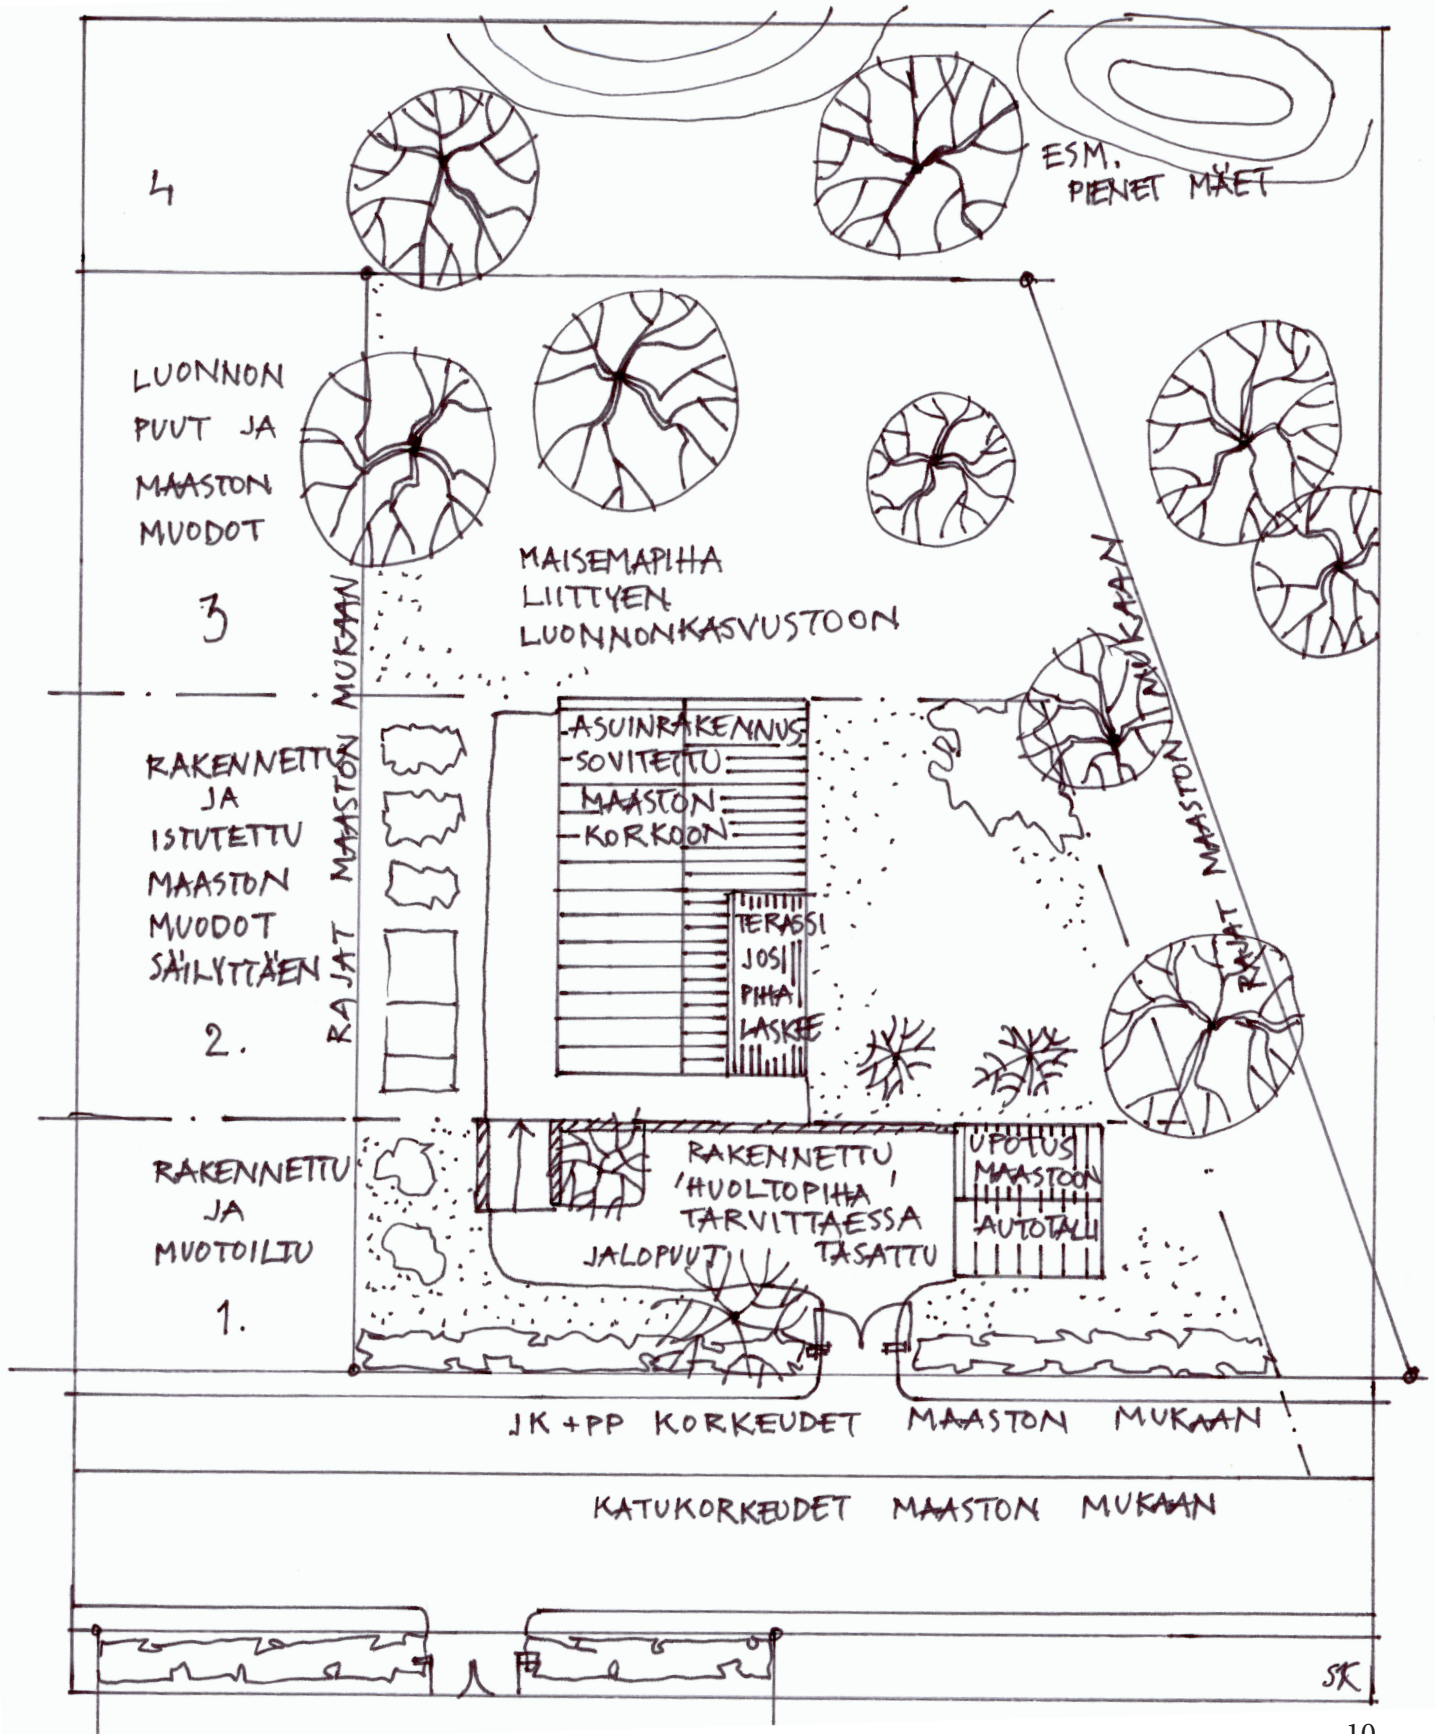 4
ESM.
PIENET MÄET
LUONNON
PUUT JA
MAASTON
MUODOT
3
MAISEMAPIHA
LIITTYEN
LUONNONKASVUSTOON
RAJAT MAASTON MUKAAN
RAJAT MAASTON MUKAAN
RAKENNETTU
JA
ISTUTETTU
MAASTON
MUODOT
SÄILYTTÄEN
2.
ASUINRAKENNUS
SOVITETTU
MAASTON
KORKOON
TERASSI
JOSI
PIHA
LASKEE
RAKENNETTU
JA
MUOTOILTU
1.
RAKENNETTU
'HUOLTOPIHA'
TARVITTAESSA
TASATTU
JALOPUUT
UPOTUS
MAASTOON
AUTOTALLI
JK + PP KORKEUDET MAASTON MUKAAN
KATUKORKEUDET MAASTON MUKAAN
SK
10